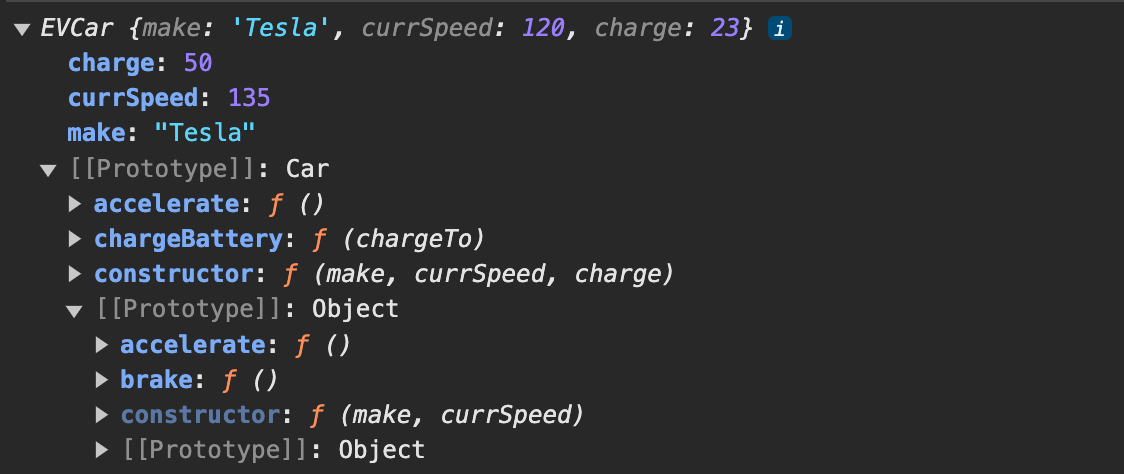 EVCar {make: 'Tesla', currSpeed: 120, charge: 23} i
charge: 50
currSpeed: 135
make: "Tesla"
[[Prototype]]: Car
accelerate: ƒ ()
chargeBattery: ƒ (chargeTo)
constructor: ƒ (make, currSpeed, charge)
[[Prototype]]: Object
accelerate: ƒ ()
brake: ƒ ()
constructor: ƒ (make, currSpeed)
[[Prototype]]: Object